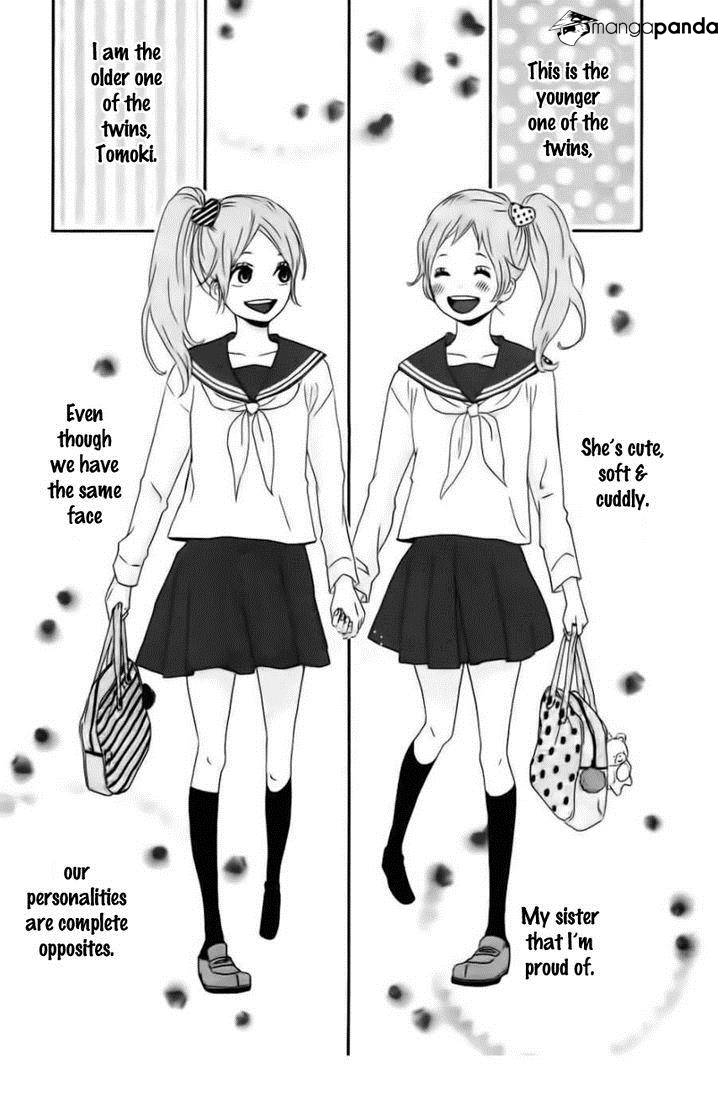 mangapanda
I am the
older one
of the
twins,
Tomoki.
This is the
younger
one of the
twins,
Even
though
we have
the same
face
She's cute,
soft &
cuddly.
our
personalities
are complete
opposites.
My sister
that I'm
proud of.